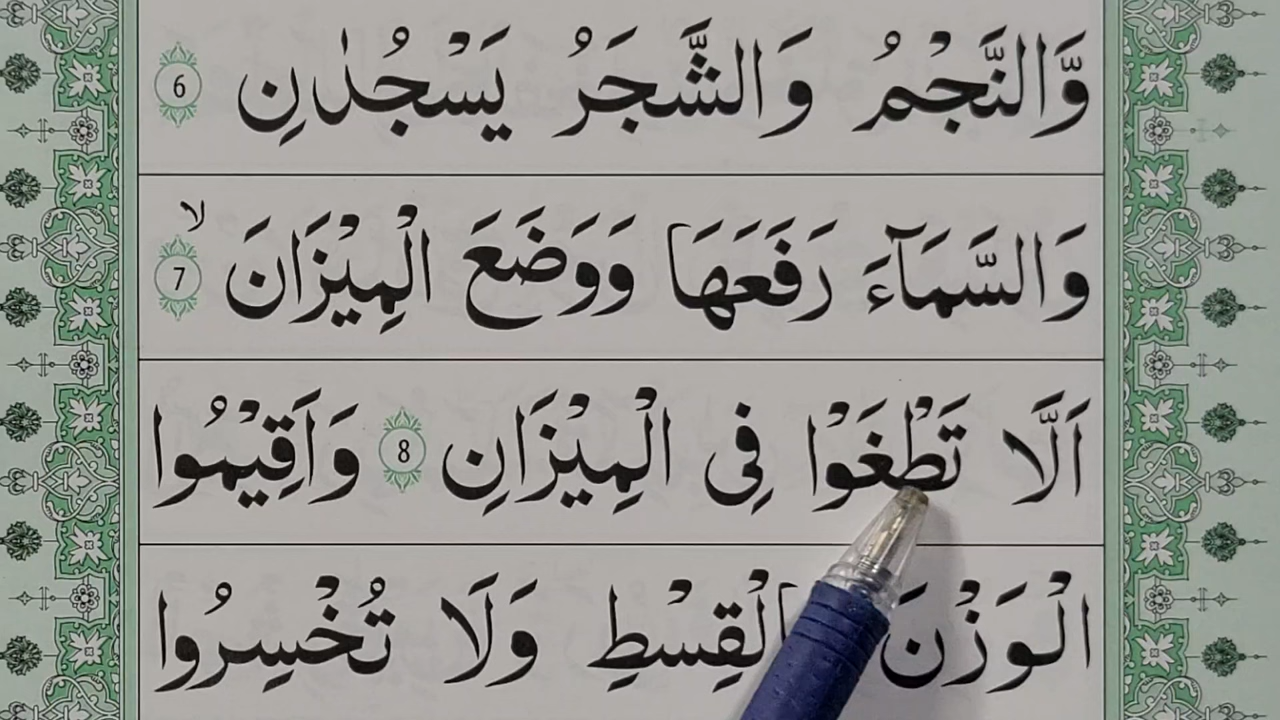 وَّالنَّجْمُ وَالشَّجَرُ يَسْجُدٰنِ 6
وَالسَّمَآءَ رَفَعَهَا وَوَضَعَ الْمِيْزَانَ ۙ 7
اَلَّا تَطْغَوْا فِى الْمِيْزَانِ 8 وَاَقِيْمُوا
الْوَزْنَ بِالْقِسْطِ وَلَا تُخْسِرُوا